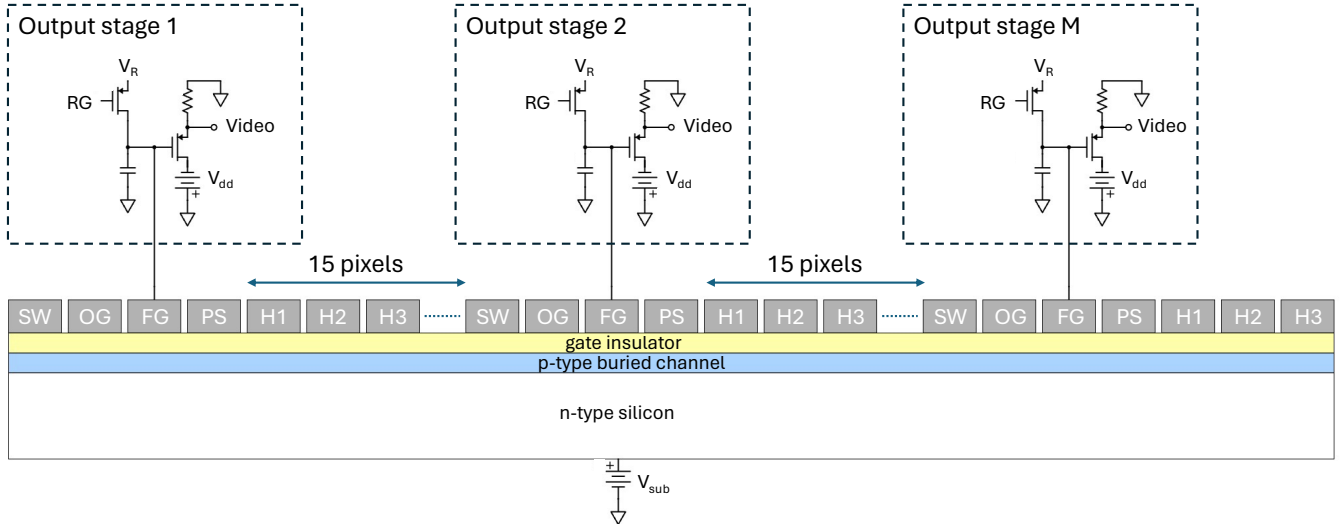 Output stage 1
Output stage 2
Output stage M
V_R
V_R
V_R
RG
RG
RG
Video
Video
Video
V_dd
V_dd
V_dd
+
+
+
15 pixels
15 pixels
SW OG FG PS H1 H2 H3 SW OG FG PS H1 H2 H3 SW OG FG PS H1 H2 H3
gate insulator
p-type buried channel
n-type silicon
+
V_sub